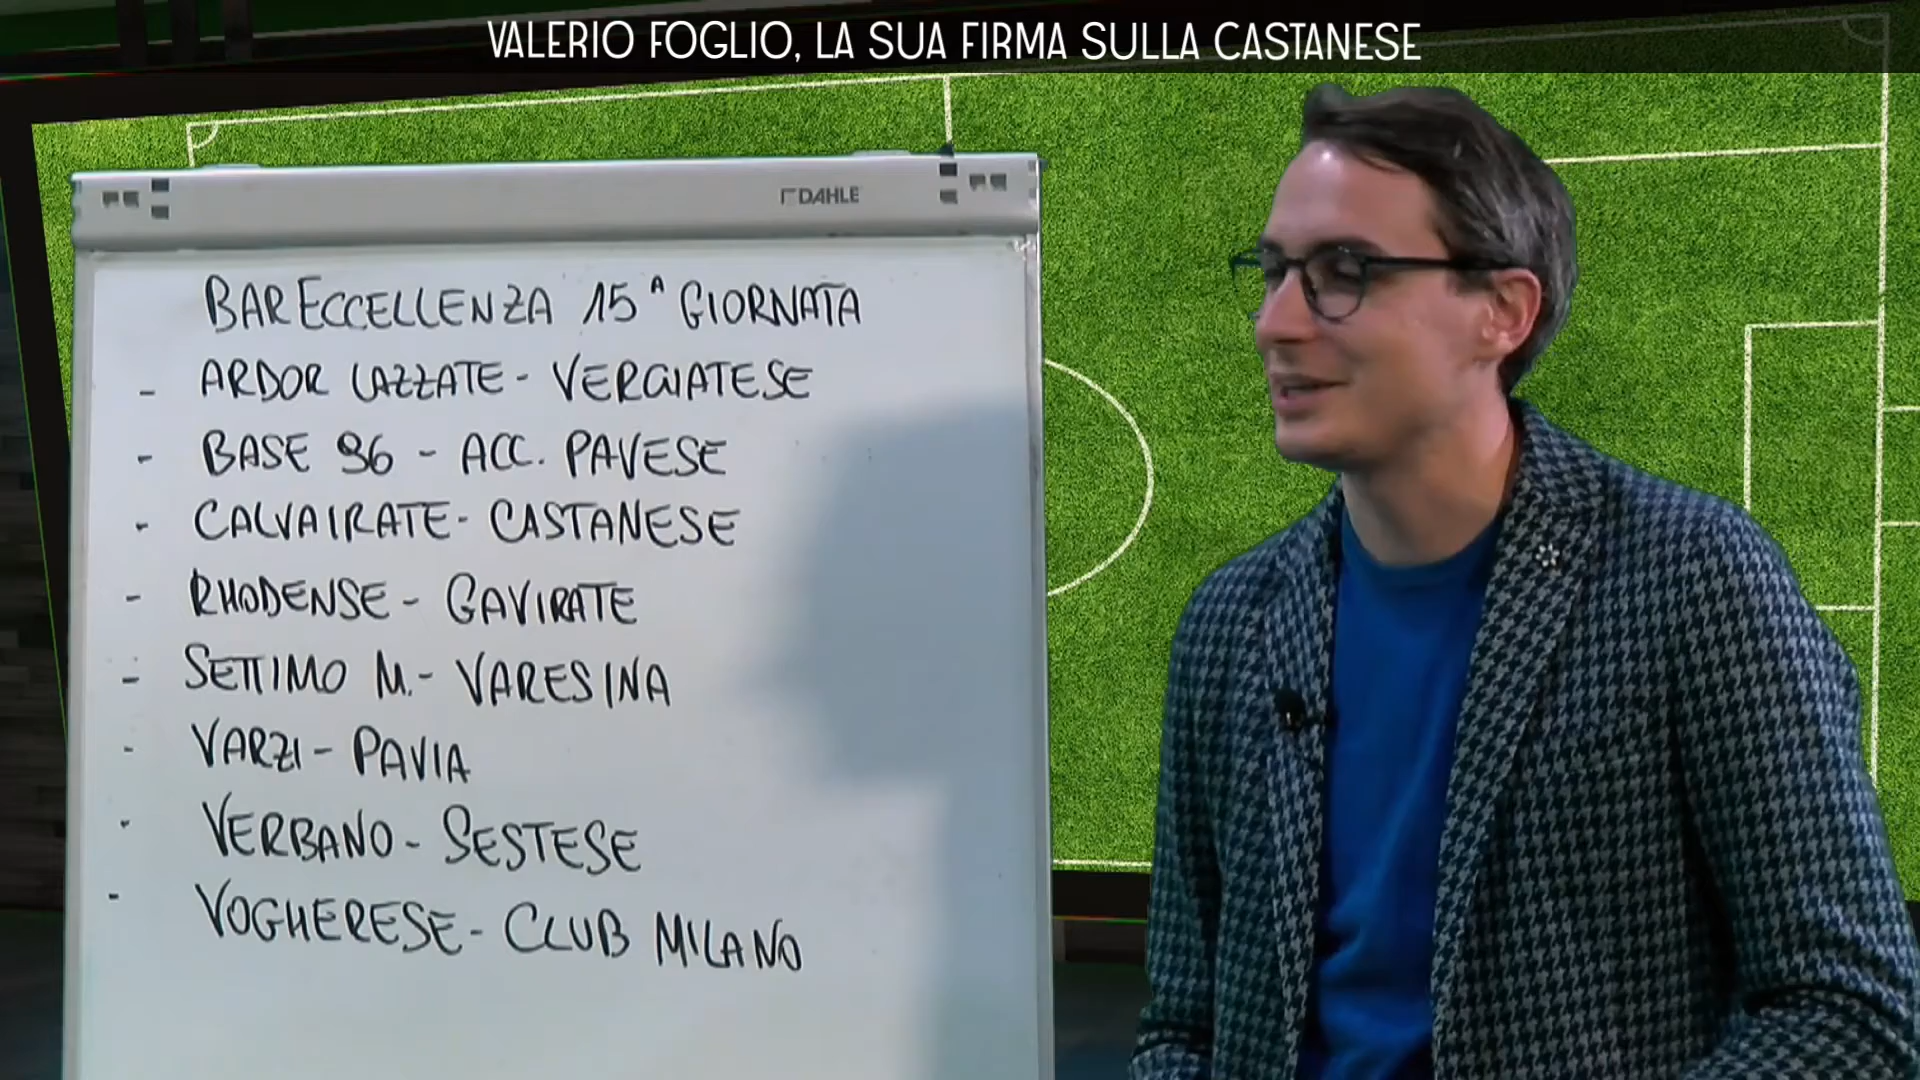 VALERIO FOGLIO, LA SUA FIRMA SULLA CASTANESE
DAHLE
BAR ECCELLENZA 15ª GIORNATA
- ARDOR LAZZATE - VERGIATESE
- BASE 96 - ACC. PAVESE
- CALVAIRATE - CASTANESE
- RHODENSE - GAVIRATE
- SETTIMO M. - VARESINA
- VARZI - PAVIA
- VERBANO - SESTESE
- VOGHERESE - CLUB MILANO